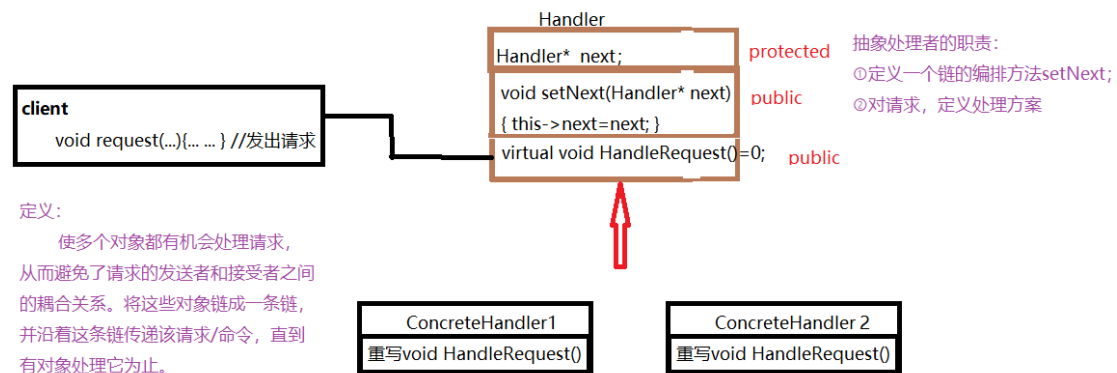 Handler
Handler* next;
protected
void setNext(Handler* next)
{ this->next=next; }
public
virtual void HandleRequest()=0;
public
抽象处理者的职责:
①定义一个链的编排方法setNext;
②对请求，定义处理方案
client
void request(...){... ... } //发出请求
定义:
使多个对象都有机会处理请求，
从而避免了请求的发送者和接受者之间
的耦合关系。将这些对象链成一条链，
并沿着这条链传递该请求/命令，直到
有对象处理它为止。
ConcreteHandler1
重写void HandleRequest()
ConcreteHandler 2
重写void HandleRequest()